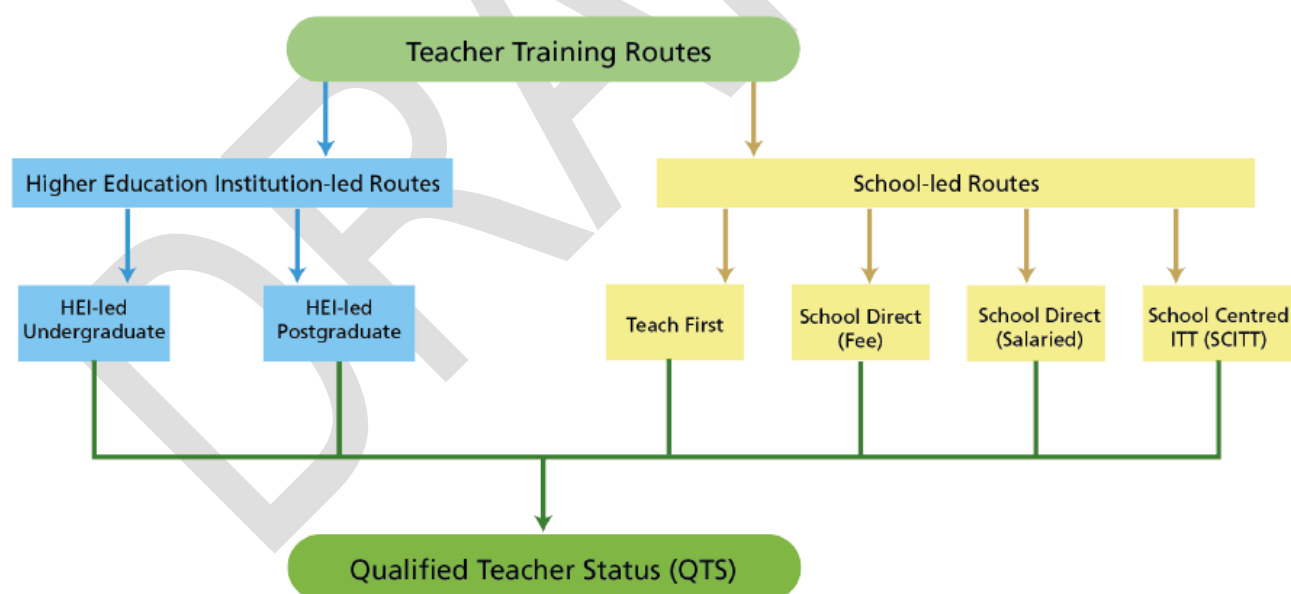 Teacher Training Routes
Higher Education Institution-led Routes
School-led Routes
HEI-led
Undergraduate
HEI-led
Postgraduate
Teach First
School Direct
(Fee)
School Direct
(Salaried)
School Centred
ITT (SCITT)
Qualified Teacher Status (QTS)